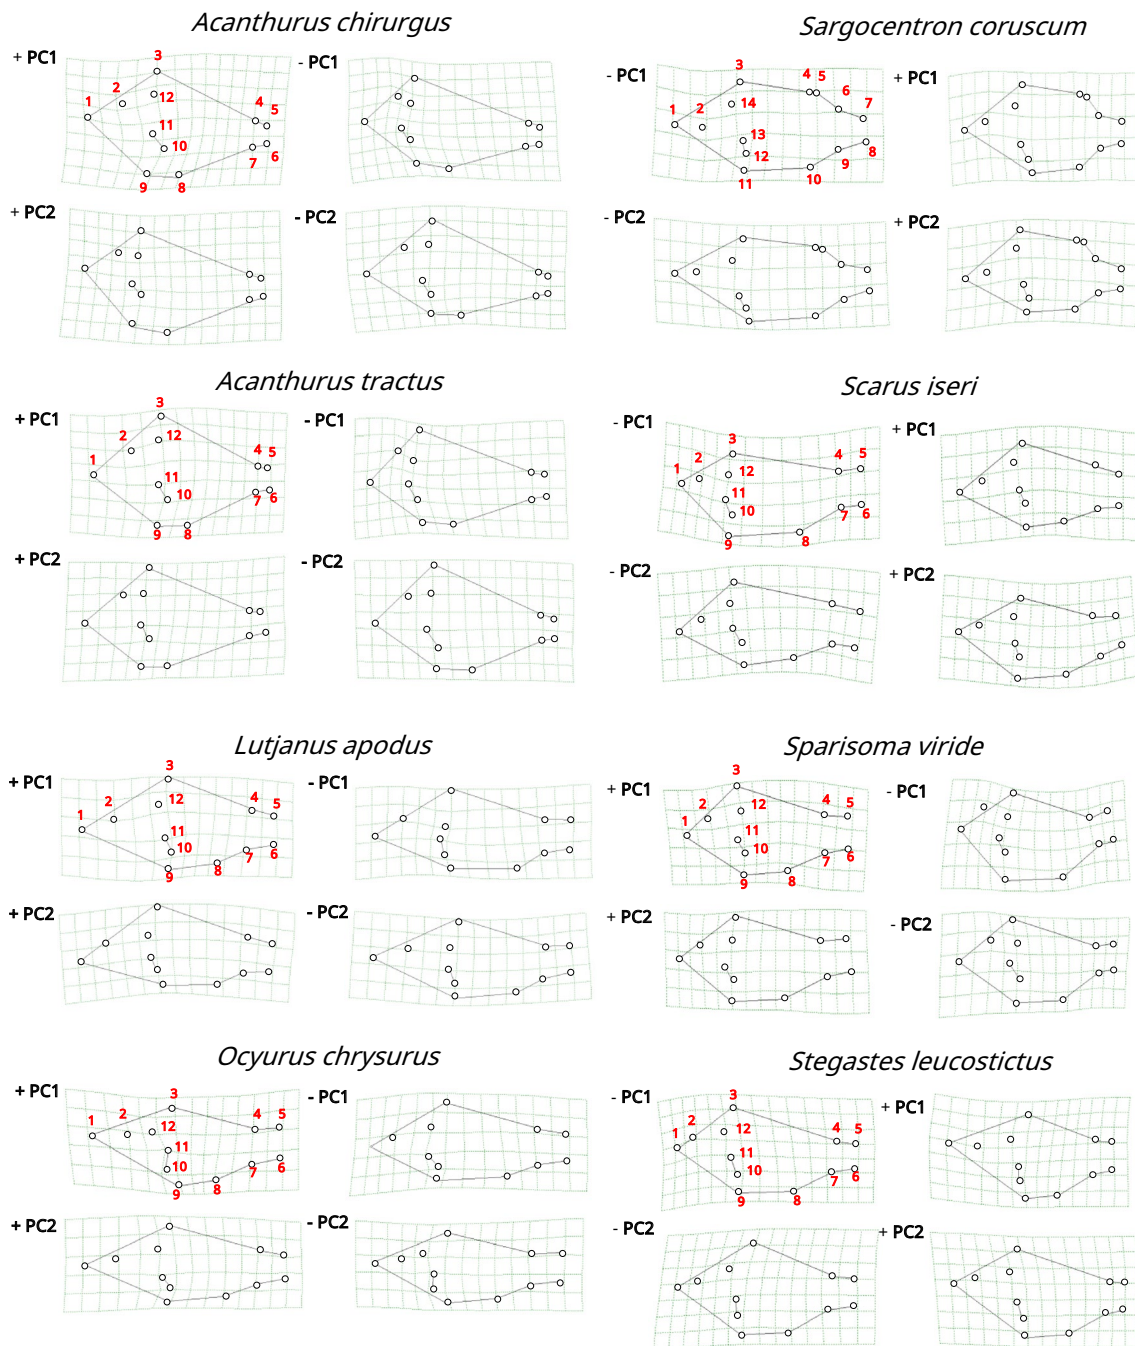 Acanthurus chirurgus
+ PC1
3
2
1
12
4
5
11
10
6
7
9
8
- PC1
+ PC2
- PC2
Sargocentron coruscum
- PC1
3
4
5
6
7
1
2
14
13
12
8
9
11
10
+ PC1
- PC2
+ PC2
Acanthurus tractus
+ PC1
3
2
12
1
4
5
11
10
7
6
9
8
- PC1
+ PC2
- PC2
Scarus iseri
- PC1
3
1
2
12
4
5
11
10
7
6
9
8
+ PC1
- PC2
+ PC2
Lutjanus apodus
+ PC1
3
2
12
4
5
1
11
10
7
6
9
8
- PC1
+ PC2
- PC2
Sparisoma viride
+ PC1
3
2
12
4
5
1
11
10
7
6
9
8
- PC1
+ PC2
- PC2
Ocyurus chrysurus
+ PC1
3
1
2
12
4
5
11
10
7
6
9
8
- PC1
+ PC2
- PC2
Stegastes leucostictus
- PC1
3
1
2
12
4
5
11
10
7
6
9
8
+ PC1
- PC2
+ PC2